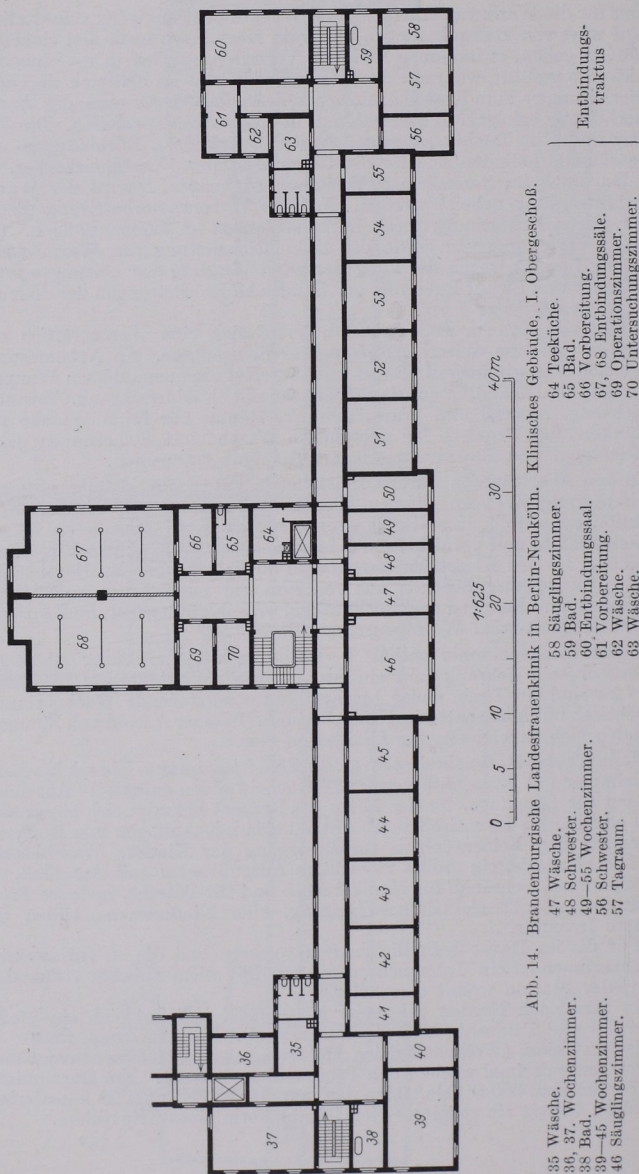 60
59
58
57
56
61
62
63
55
54
53
52
51
50
49
48
47
46
67
68
66
65
64
69
70
45
44
43
42
41
40
39
38
37
36
35
0 5 10 20 30 40m
1:625
Abb. 14. Brandenburgische Landesfrauenklinik in Berlin-Neukölln. Klinisches Gebäude, I. Obergeschoß.
35 Wäsche.
36, 37. Wochenzimmer.
38 Bad.
39—45 Wochenzimmer.
46 Säuglingszimmer.
47 Wäsche.
48 Schwester.
49—55 Wochenzimmer.
56 Schwester.
57 Tagraum.
58 Säuglingszimmer.
59 Bad.
60 Entbindungssaal.
61 Vorbereitung.
62 Wäsche.
63 Wäsche.
64 Teeküche.
65 Bad.
66 Vorbereitung.
67, 68 Entbindungssäle.
69 Operationszimmer.
70 Untersuchungszimmer.
Entbindungs-
traktus